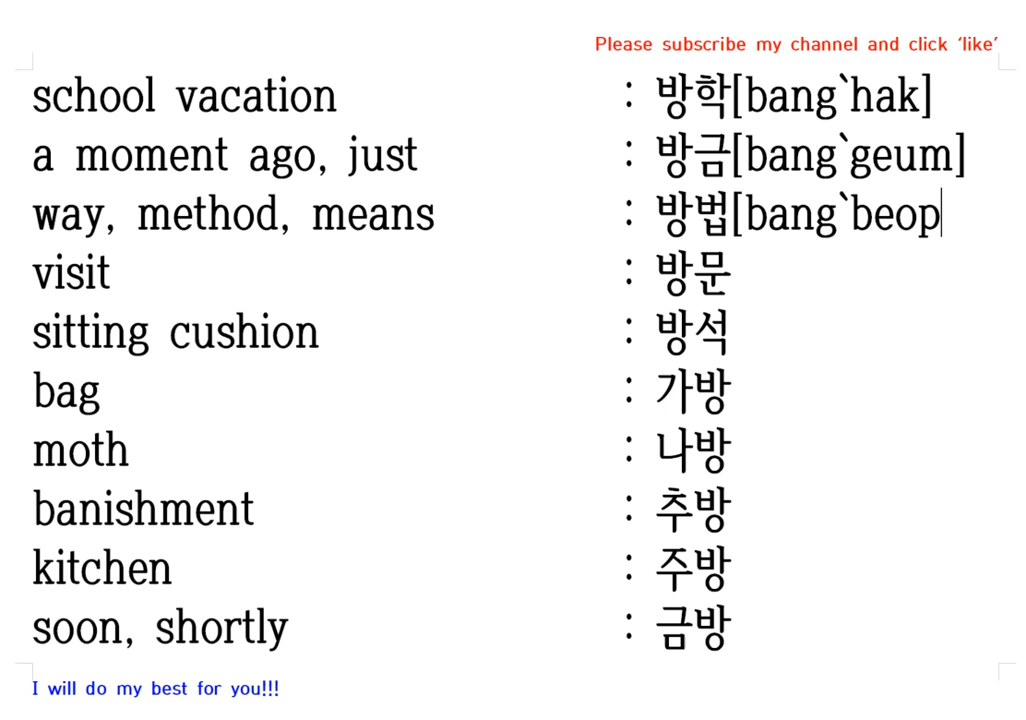 Please subscribe my channel and click ‘like’
school vacation : 방학[bang`hak]
a moment ago, just : 방금[bang`geum]
way, method, means : 방법[bang`beop
visit : 방문
sitting cushion : 방석
bag : 가방
moth : 나방
banishment : 추방
kitchen : 주방
soon, shortly : 금방
I will do my best for you!!!